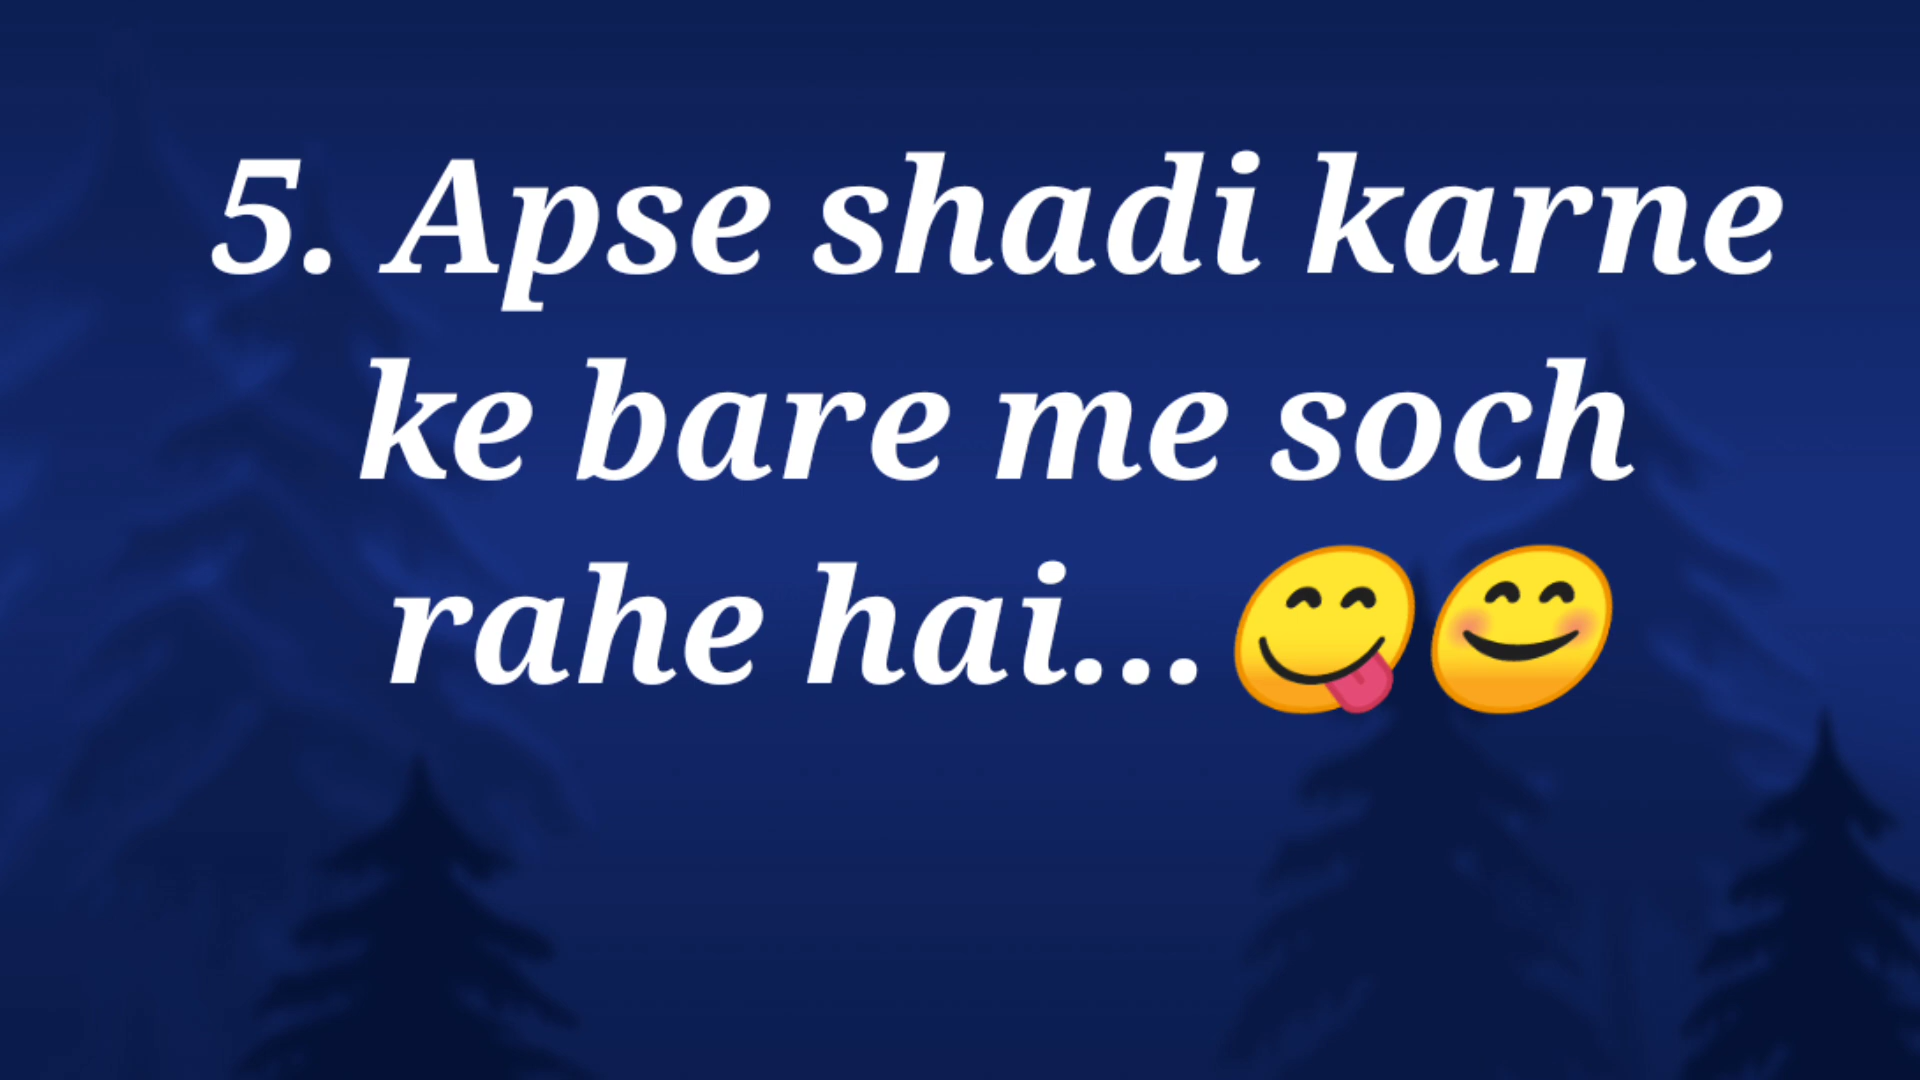 5. Apse shadi karne
ke bare me soch
rahe hai...😋😊